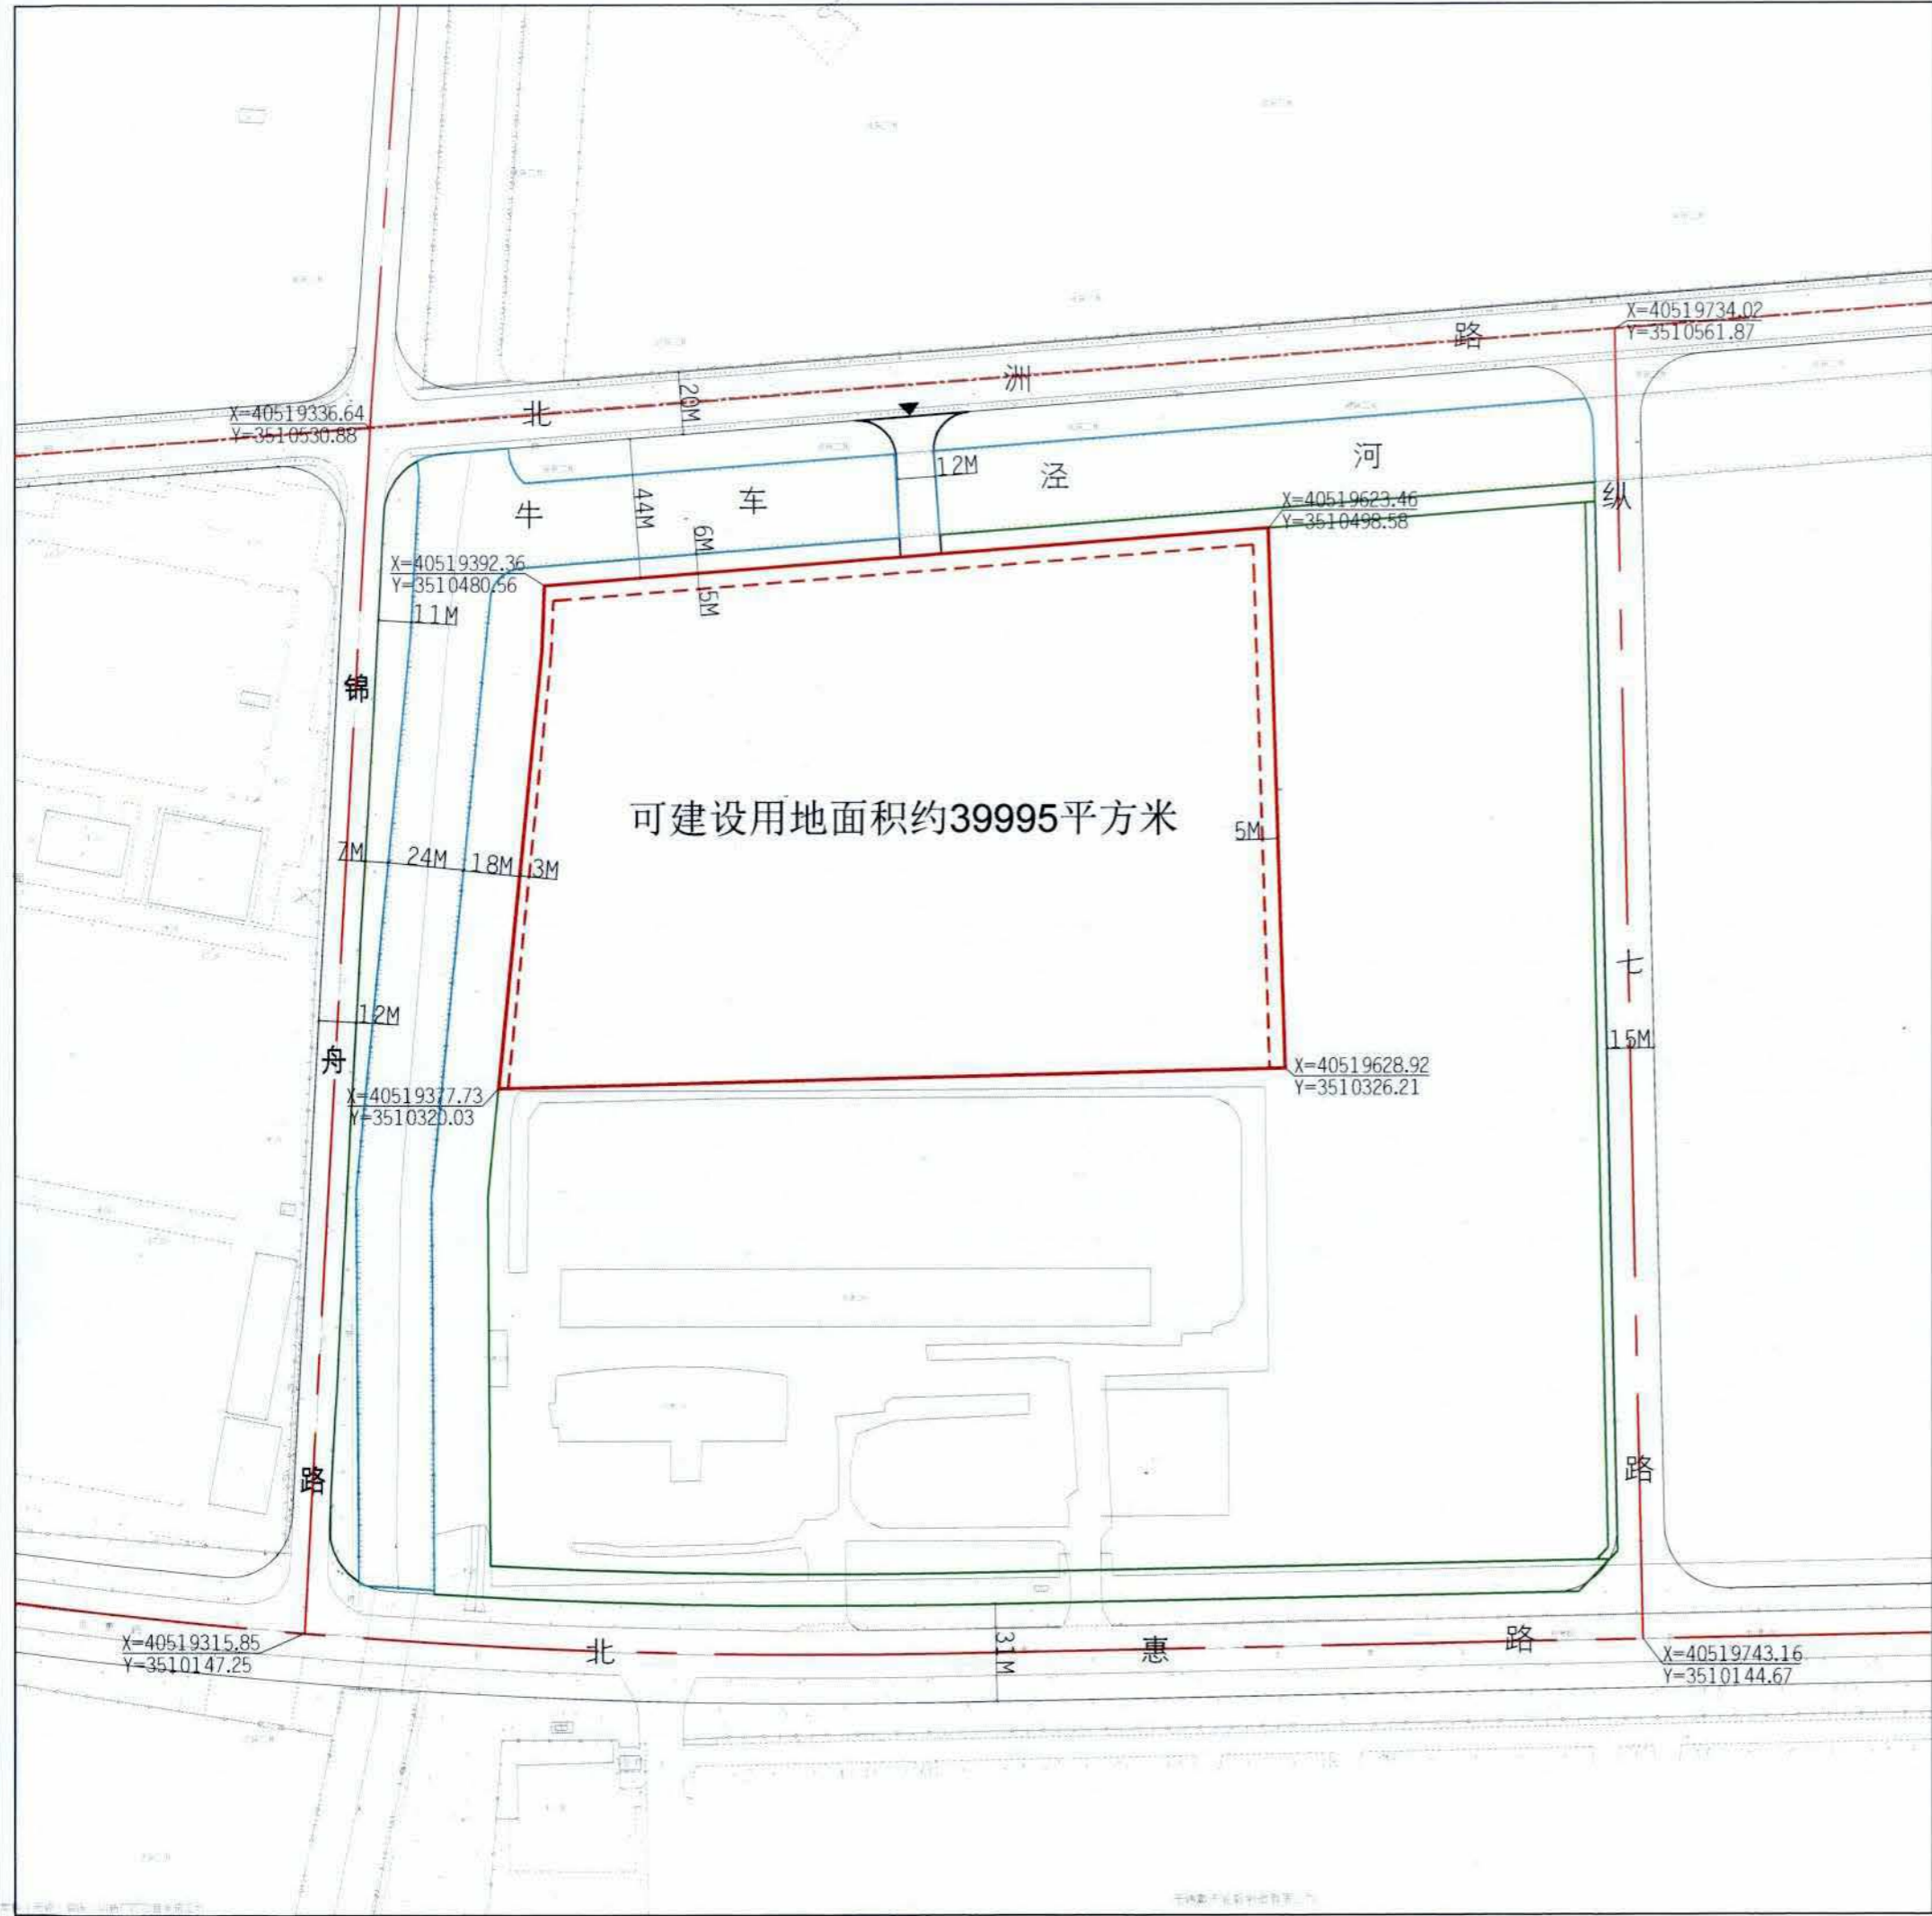 X=40519734.02
Y=3510561.87
路
洲
北
20M
X=40519336.64
Y=3510530.88
12M
泾
河
牛
车
44M
6M
5M
X=40519623.46
Y=3510498.58
纵
X=40519392.36
Y=3510480.56
11M
锦
可建设用地面积约39995平方米
5M
7M
24M
18M
3M
七
12M
15M
舟
X=40519377.73
Y=3510320.03
X=40519628.92
Y=3510326.21
路
路
X=40519315.85
Y=3510147.25
北
31M
惠
路
X=40519743.16
Y=3510144.67